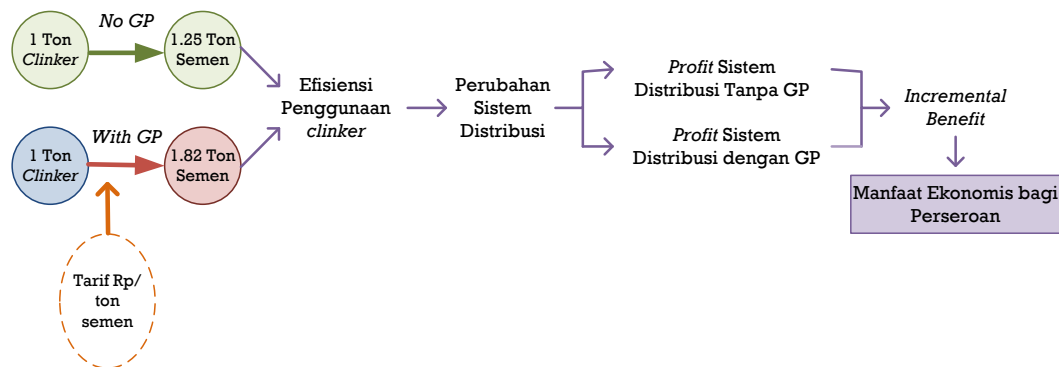 No GP
1 Ton
Clinker
1.25 Ton
Semen
With GP
1 Ton
Clinker
1.82 Ton
Semen
Tarif Rp/
ton
semen
Efisiensi
Penggunaan
clinker
Perubahan
Sistem
Distribusi
Profit Sistem
Distribusi Tanpa GP
Profit Sistem
Distribusi dengan GP
Incremental
Benefit
Manfaat Ekonomis bagi
Perseroan